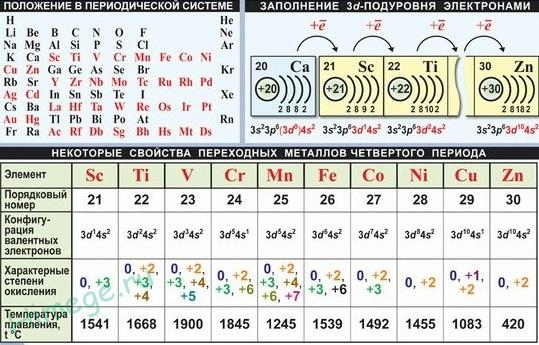 ПОЛОЖЕНИЕ В ПЕРИОДИЧЕСКОЙ СИСТЕМЕ
H He
Li Be B C N O F Ne
Na Mg Al Si P S Cl Ar
K Ca Sc Ti V Cr Mn Fe Co Ni
Cu Zn Ga Ge As Se Br Kr
Rb Sr Y Zr Nb Mo Tc Ru Rh Pd
Ag Cd In Sn Sb Te I Xe
Cs Ba La Hf Ta W Re Os Ir Pt
Au Hg Tl Pb Bi Po At Rn
Fr Ra Ac Rf Db Sg Bh Hs Mt Ds
ЗАПОЛНЕНИЕ 3d-ПОДУРОВНЯ ЭЛЕКТРОНАМИ
+e̅ +e̅ +e̅
20 Ca 21 Sc 22 Ti 30 Zn
+20 +21 +22 +30
2 8 8 2 2 8 9 2 2 8 10 2 2 8 18 2
3s²3p⁶(3d⁰)4s² 3s²3p⁶3d¹4s² 3s²3p⁶3d²4s² 3s²3p⁶3d¹⁰4s²
НЕКОТОРЫЕ СВОЙСТВА ПЕРЕХОДНЫХ МЕТАЛЛОВ ЧЕТВЕРТОГО ПЕРИОДА
Элемент Sc Ti V Cr Mn Fe Co Ni Cu Zn
Порядковый номер 21 22 23 24 25 26 27 28 29 30
Конфигурация валентных электронов 3d¹4s² 3d²4s² 3d³4s² 3d⁵4s¹ 3d⁵4s² 3d⁶4s² 3d⁷4s² 3d⁸4s² 3d¹⁰4s¹ 3d¹⁰4s²
Характерные степени окисления 0, +3 0, +2, +3, +4 0, +2, +3, +4, +5 0, +2, +3, +6 0, +2, +3, +4, +6, +7 0, +2, +3, +6 0, +2, +3 0, +2 0, +1, +2 0, +2
Температура плавления, t °C 1541 1668 1900 1845 1245 1539 1492 1455 1083 420